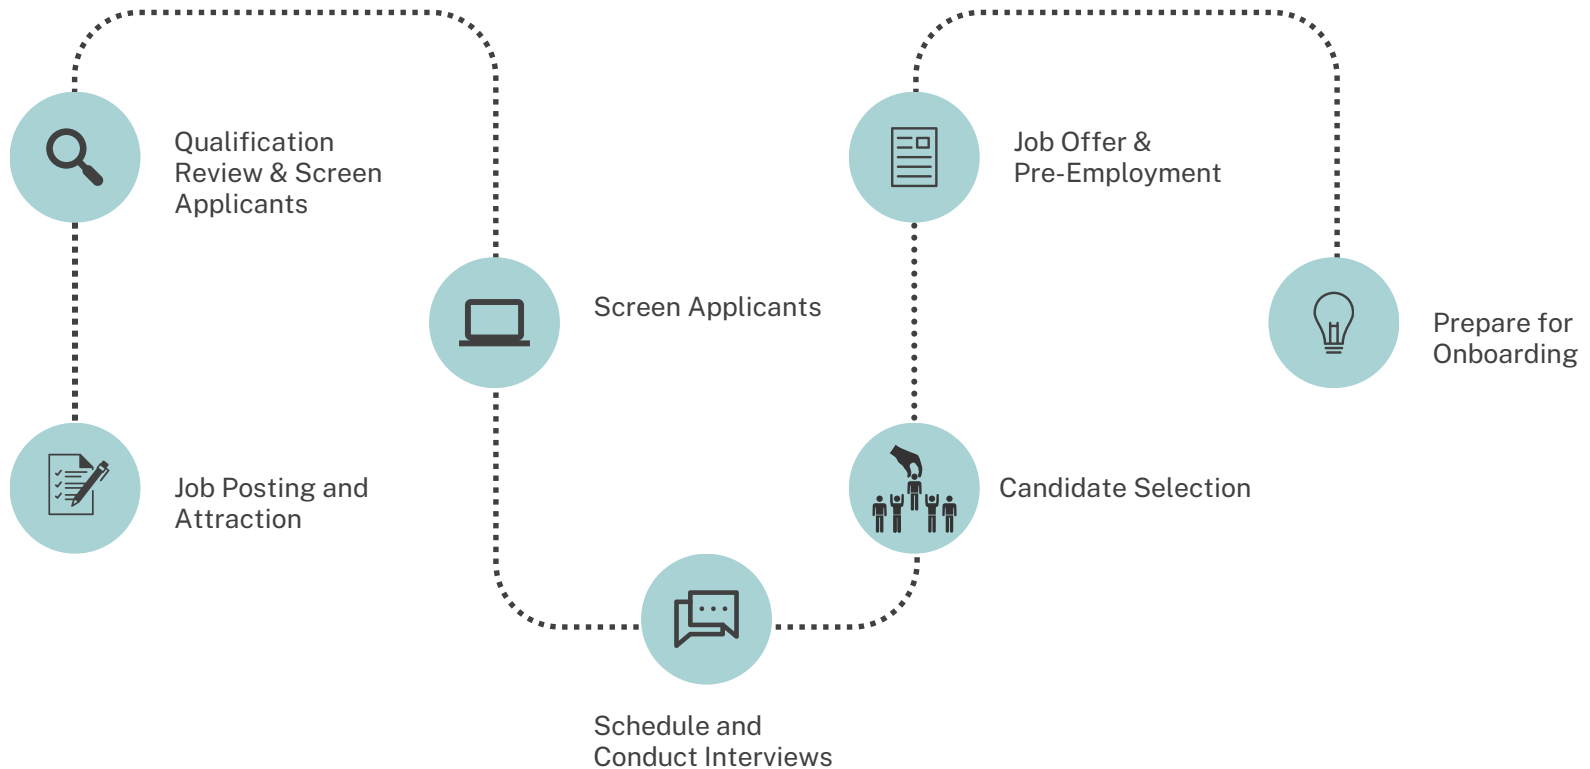 Qualification
Review & Screen
Applicants
Job Offer &
Pre-Employment
Screen Applicants
Prepare for
Onboarding
Job Posting and
Attraction
Candidate Selection
Schedule and
Conduct Interviews